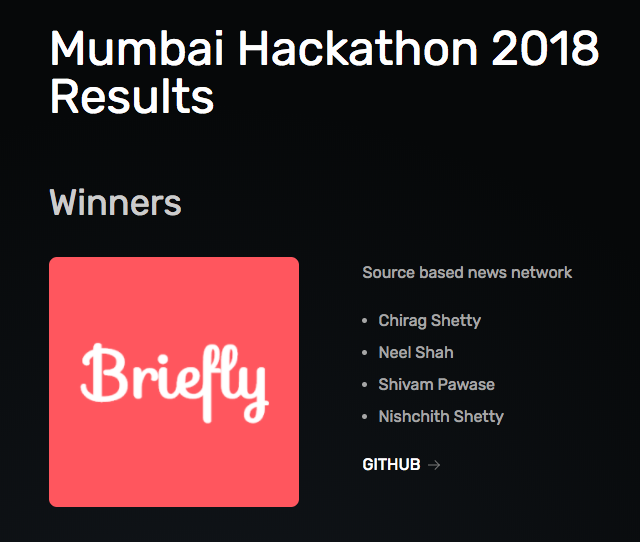 Mumbai Hackathon 2018
Results
Winners
Briefly
Source based news network
• Chirag Shetty
• Neel Shah
• Shivam Pawase
• Nishchith Shetty
GITHUB →